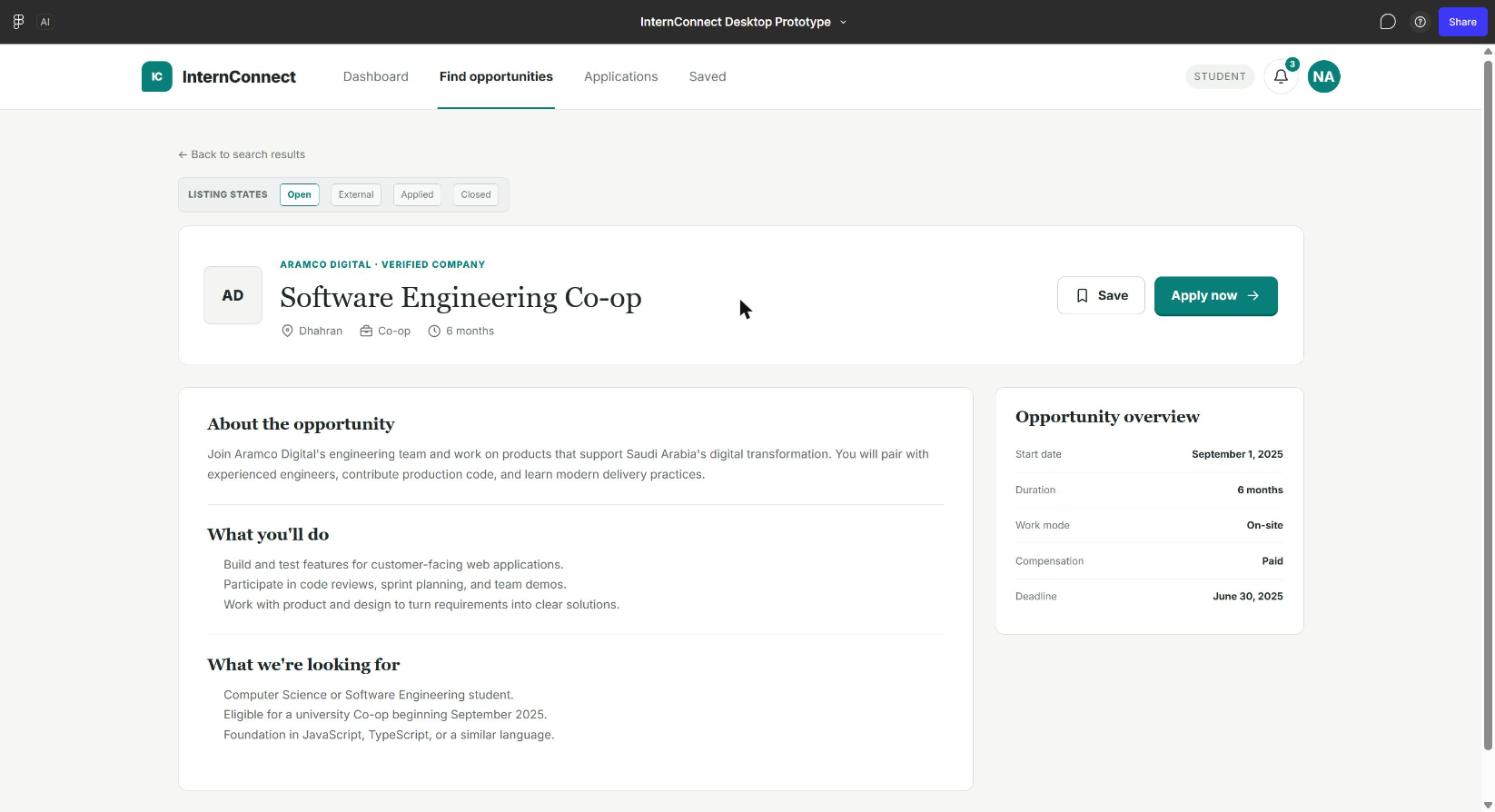 AI
InternConnect Desktop Prototype
Share
IC
InternConnect
Dashboard
Find opportunities
Applications
Saved
STUDENT
3
NA
← Back to search results
LISTING STATES
Open
External
Applied
Closed
AD
ARAMCO DIGITAL · VERIFIED COMPANY
Software Engineering Co-op
Dhahran
Co-op
6 months
Save
Apply now →
About the opportunity
Join Aramco Digital's engineering team and work on products that support Saudi Arabia's digital transformation. You will pair with
experienced engineers, contribute production code, and learn modern delivery practices.
What you'll do
Build and test features for customer-facing web applications.
Participate in code reviews, sprint planning, and team demos.
Work with product and design to turn requirements into clear solutions.
What we're looking for
Computer Science or Software Engineering student.
Eligible for a university Co-op beginning September 2025.
Foundation in JavaScript, TypeScript, or a similar language.
Opportunity overview
Start date September 1, 2025
Duration 6 months
Work mode On-site
Compensation Paid
Deadline June 30, 2025